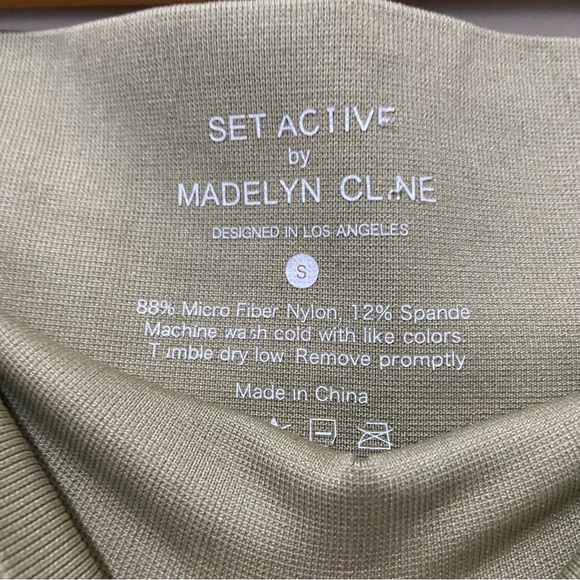 SET ACTIVE
by
MADELYN CLINE
DESIGNED IN LOS ANGELES
S
88% Micro Fiber Nylon, 12% Spande
Machine wash cold with like colors.
Tumble dry low Remove promptly
Made in China